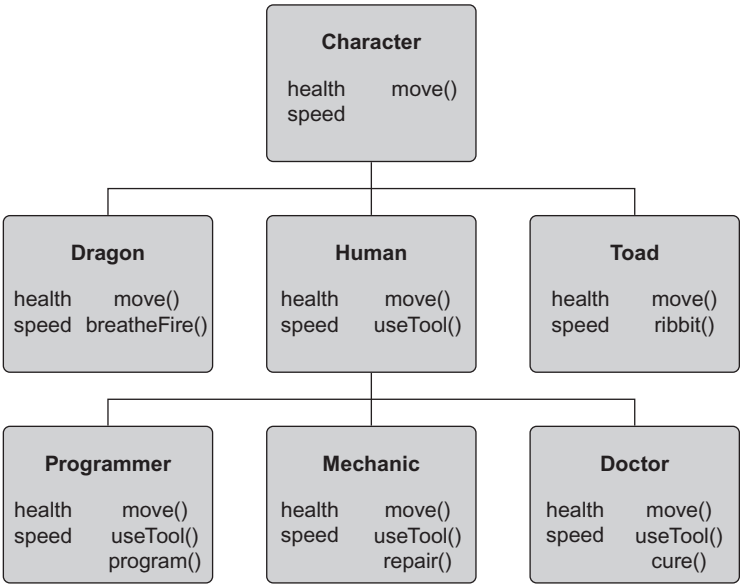 Character
health move()
speed
Dragon
health move()
speed breatheFire()
Human
health move()
speed useTool()
Toad
health move()
speed ribbit()
Programmer
health move()
speed useTool()
program()
Mechanic
health move()
speed useTool()
repair()
Doctor
health move()
speed useTool()
cure()